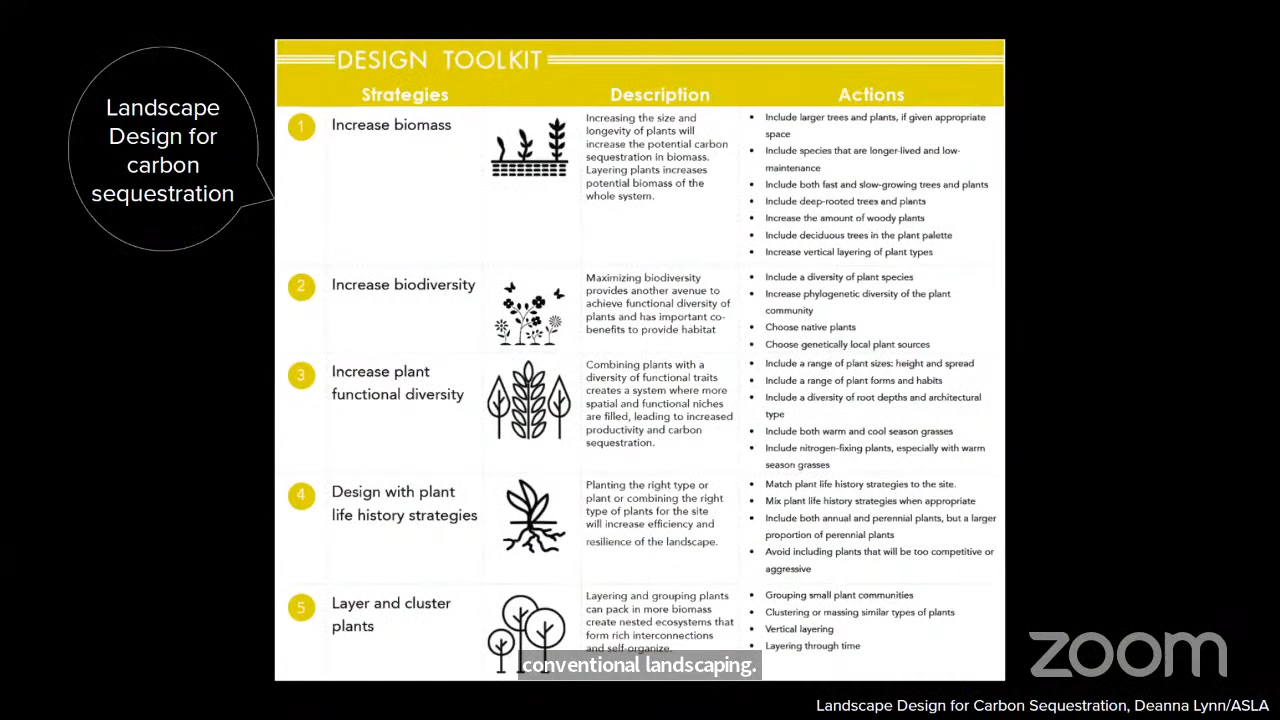 Landscape
Design for
carbon
sequestration
DESIGN TOOLKIT
Strategies
Description
Actions
1
Increase biomass
Increasing the size and
longevity of plants will
increase the potential carbon
sequestration in biomass.
Layering plants increases
potential biomass of the
whole system.
• Include larger trees and plants, if given appropriate
space
• Include species that are longer-lived and low-
maintenance
• Include both fast and slow-growing trees and plants
• Include deep-rooted trees and plants
• Increase the amount of woody plants
• Include deciduous trees in the plant palette
• Increase vertical layering of plant types
2
Increase biodiversity
Maximizing biodiversity
provides another avenue to
achieve functional diversity of
plants and has important co-
benefits to provide habitat
• Include a diversity of plant species
• Increase phylogenetic diversity of the plant
community
• Choose native plants
• Choose genetically local plant sources
3
Increase plant
functional diversity
Combining plants with a
diversity of functional traits
creates a system where more
spatial and functional niches
are filled, leading to increased
productivity and carbon
sequestration.
• Include a range of plant sizes: height and spread
• Include a range of plant forms and habits
• Include a diversity of root depths and architectural
type
• Include both warm and cool season grasses
• Include nitrogen-fixing plants, especially with warm
season grasses
4
Design with plant
life history strategies
Planting the right type or
plant or combining the right
type of plants for the site
will increase efficiency and
resilience of the landscape.
• Match plant life history strategies to the site.
• Mix plant life history strategies when appropriate
• Include both annual and perennial plants, but a larger
proportion of perennial plants
• Avoid including plants that will be too competitive or
aggressive
5
Layer and cluster
plants
Layering and grouping plants
can pack in more biomass
create nested ecosystems that
form rich interconnections
and self-organize.
• Grouping small plant communities
• Clustering or massing similar types of plants
• Vertical layering
• Layering through time
conventional landscaping.
zoom
Landscape Design for Carbon Sequestration, Deanna Lynn/ASLA